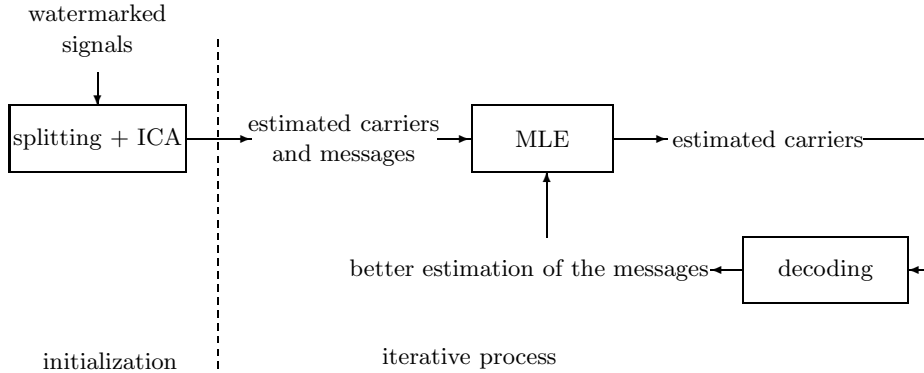 watermarked
signals
splitting + ICA
estimated carriers
and messages
MLE
estimated carriers
better estimation of the messages
decoding
initialization
iterative process